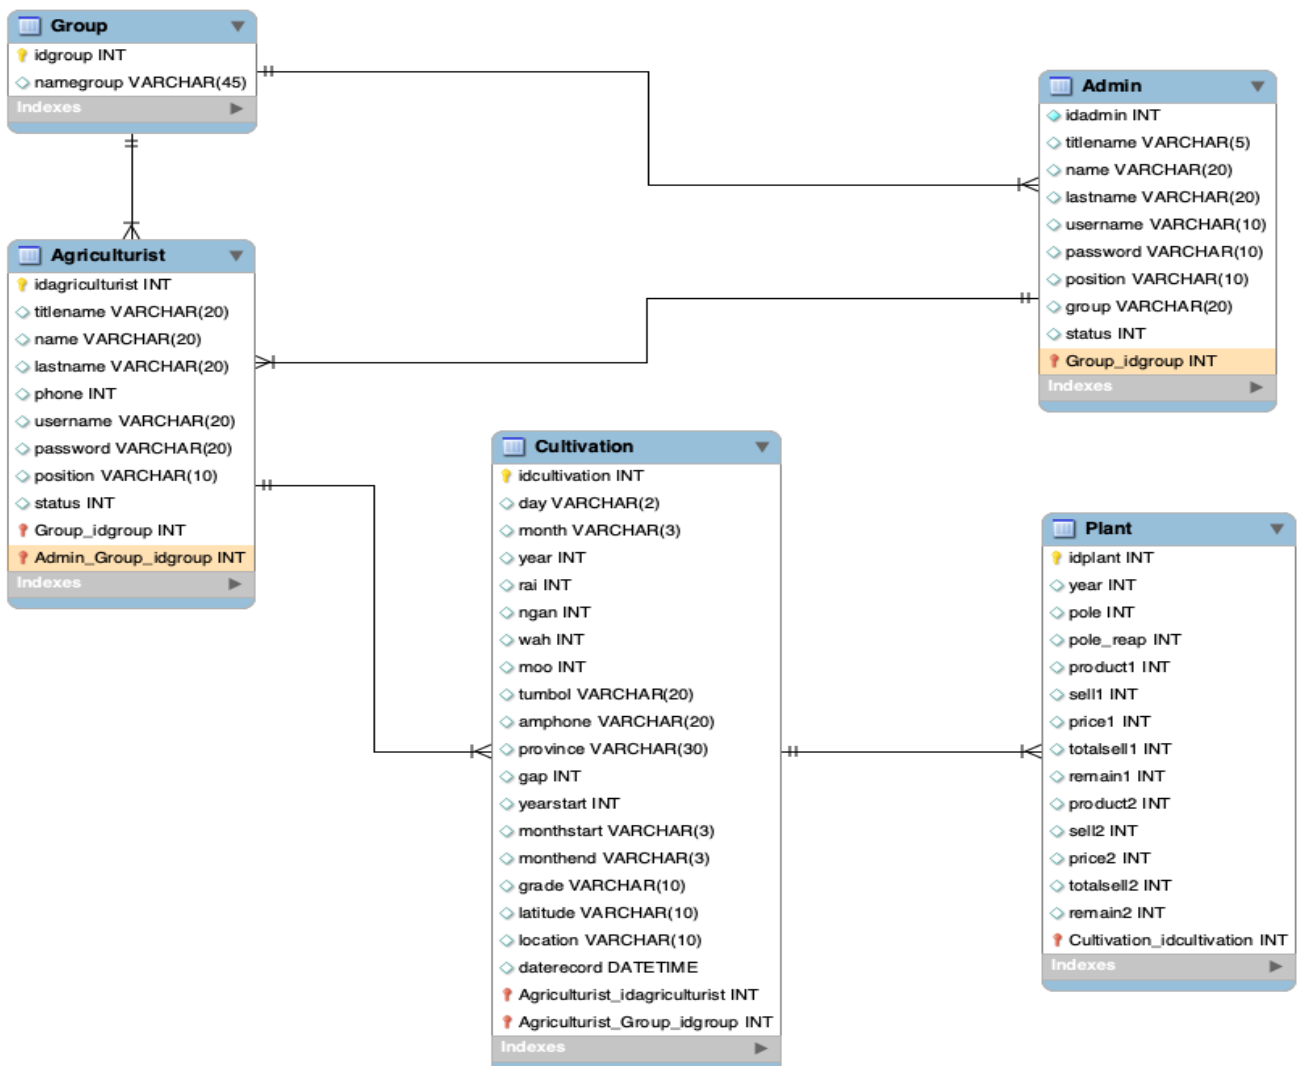 Group
idgroup INT
namegroup VARCHAR(45)
Indexes
Admin
idadmin INT
titlename VARCHAR(5)
name VARCHAR(20)
lastname VARCHAR(20)
username VARCHAR(10)
password VARCHAR(10)
position VARCHAR(10)
group VARCHAR(20)
status INT
Group_idgroup INT
Indexes
Agriculturist
idagriculturist INT
titlename VARCHAR(20)
name VARCHAR(20)
lastname VARCHAR(20)
phone INT
username VARCHAR(20)
password VARCHAR(20)
position VARCHAR(10)
status INT
Group_idgroup INT
Admin_Group_idgroup INT
Indexes
Cultivation
idcultivation INT
day VARCHAR(2)
month VARCHAR(3)
year INT
rai INT
ngan INT
wah INT
moo INT
tumbol VARCHAR(20)
amphone VARCHAR(20)
province VARCHAR(30)
gap INT
yearstart INT
monthstart VARCHAR(3)
monthend VARCHAR(3)
grade VARCHAR(10)
latitude VARCHAR(10)
location VARCHAR(10)
daterecord DATETIME
Agriculturist_idagriculturist INT
Agriculturist_Group_idgroup INT
Indexes
Plant
idplant INT
year INT
pole INT
pole_reap INT
product1 INT
sell1 INT
price1 INT
totalsell1 INT
remain1 INT
product2 INT
sell2 INT
price2 INT
totalsell2 INT
remain2 INT
Cultivation_idcultivation INT
Indexes